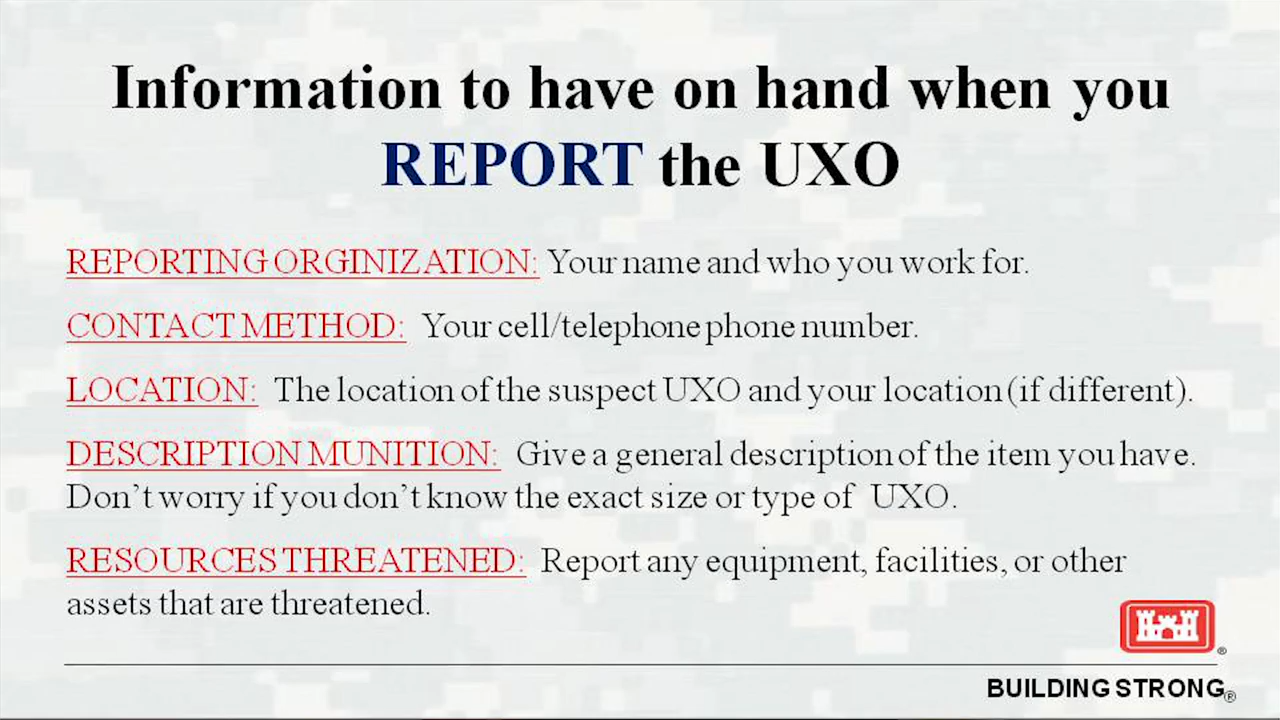 Information to have on hand when you
REPORT the UXO
REPORTING ORGINIZATION: Your name and who you work for.
CONTACT METHOD: Your cell/telephone phone number.
LOCATION: The location of the suspect UXO and your location (if different).
DESCRIPTION MUNITION: Give a general description of the item you have.
Don't worry if you don't know the exact size or type of UXO.
RESOURCES THREATENED: Report any equipment, facilities, or other
assets that are threatened.
®
BUILDING STRONG®